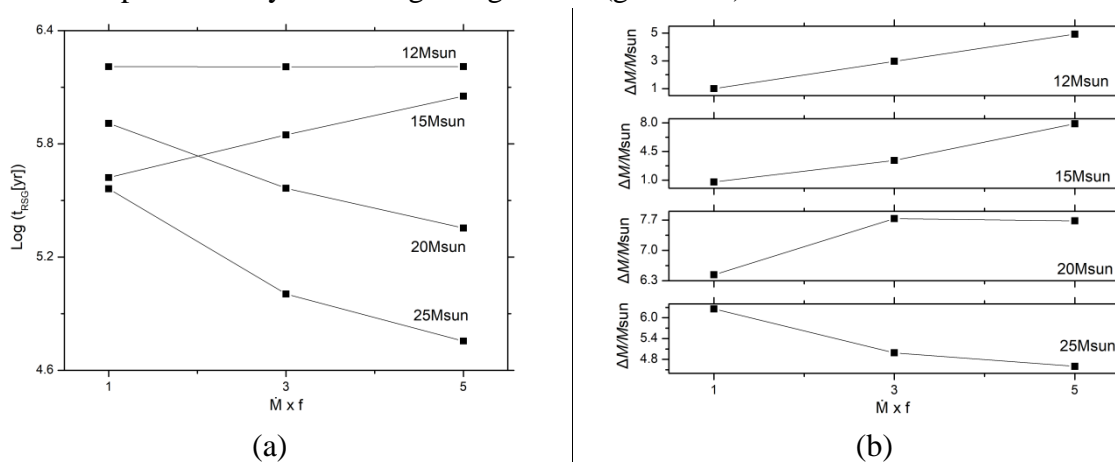 6.4
5.8
5.2
4.6
Log (t_RSG[yr])
12Msun
15Msun
20Msun
25Msun
1
3
5
Ṁ x f
(a)
5
3
1
ΔM/Msun
12Msun
8.0
4.5
1.0
ΔM/Msun
15Msun
7.7
7.0
6.3
ΔM/Msun
20Msun
6.0
5.4
4.8
ΔM/Msun
25Msun
1
3
5
Ṁ x f
(b)